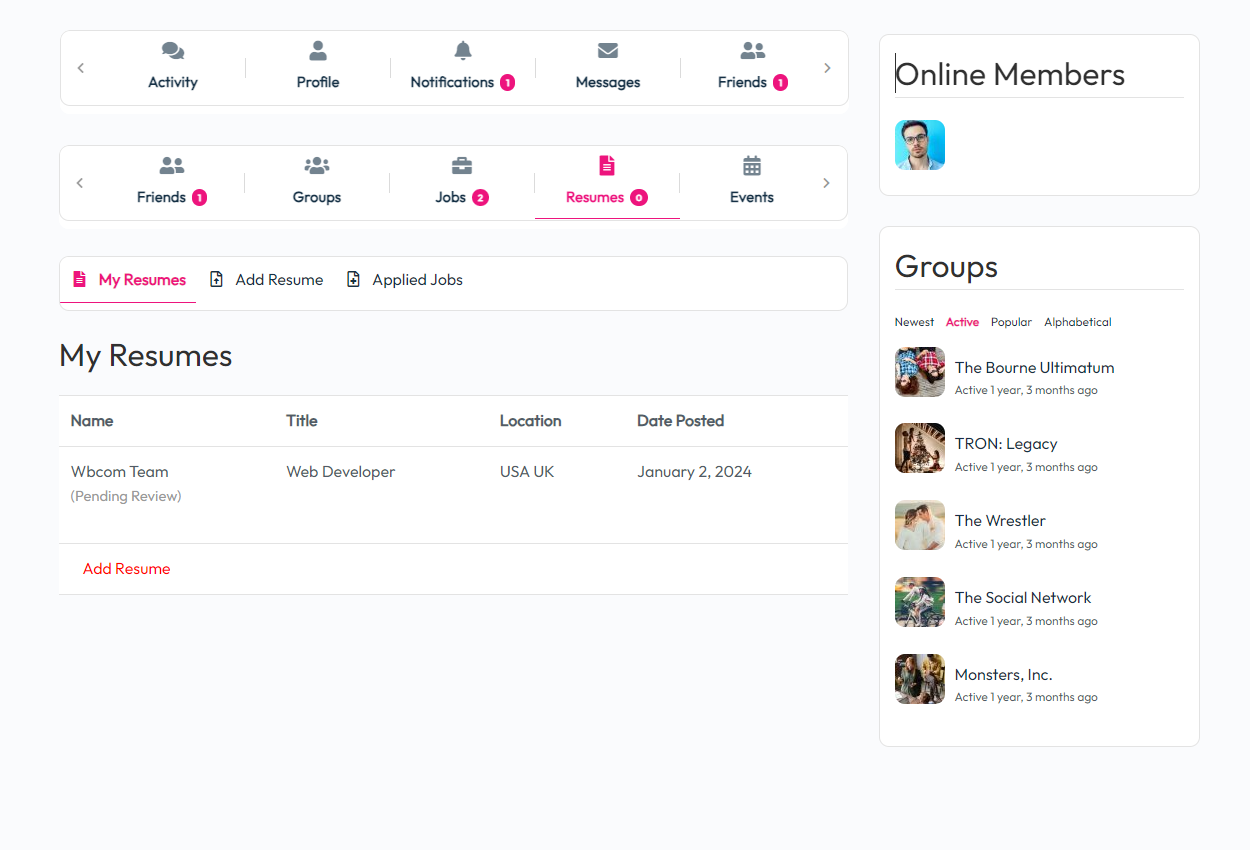 Activity
Profile
Notifications 1
Messages
Friends 1
Friends 1
Groups
Jobs 2
Resumes 0
Events
My Resumes
Add Resume
Applied Jobs
My Resumes
Name Title Location Date Posted
Wbcom Team Web Developer USA UK January 2, 2024
(Pending Review)
Add Resume
Online Members
Groups
Newest Active Popular Alphabetical
The Bourne Ultimatum
Active 1 year, 3 months ago
TRON: Legacy
Active 1 year, 3 months ago
The Wrestler
Active 1 year, 3 months ago
The Social Network
Active 1 year, 3 months ago
Monsters, Inc.
Active 1 year, 3 months ago